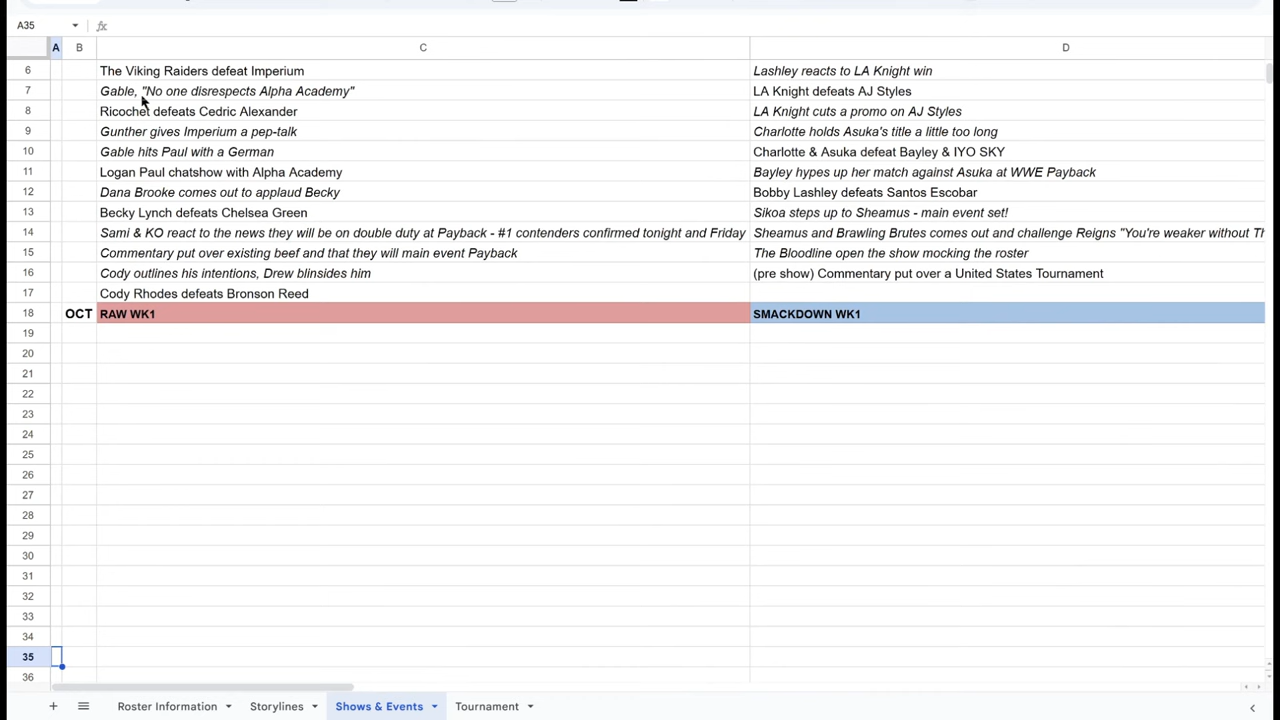 A35
fx
A B C D
6 The Viking Raiders defeat Imperium Lashley reacts to LA Knight win
7 Gable, "No one disrespects Alpha Academy" LA Knight defeats AJ Styles
8 Ricochet defeats Cedric Alexander LA Knight cuts a promo on AJ Styles
9 Gunther gives Imperium a pep-talk Charlotte holds Asuka's title a little too long
10 Gable hits Paul with a German Charlotte & Asuka defeat Bayley & IYO SKY
11 Logan Paul chatshow with Alpha Academy Bayley hypes up her match against Asuka at WWE Payback
12 Dana Brooke comes out to applaud Becky Bobby Lashley defeats Santos Escobar
13 Becky Lynch defeats Chelsea Green Sikoa steps up to Sheamus - main event set!
14 Sami & KO react to the news they will be on double duty at Payback - #1 contenders confirmed tonight and Friday Sheamus and Brawling Brutes comes out and challenge Reigns "You're weaker without Th
15 Commentary put over existing beef and that they will main event Payback The Bloodline open the show mocking the roster
16 Cody outlines his intentions, Drew blinsides him (pre show) Commentary put over a United States Tournament
17 Cody Rhodes defeats Bronson Reed
18 OCT RAW WK1 SMACKDOWN WK1
19
20
21
22
23
24
25
26
27
28
29
30
31
32
33
34
35
36
Roster Information Storylines Shows & Events Tournament